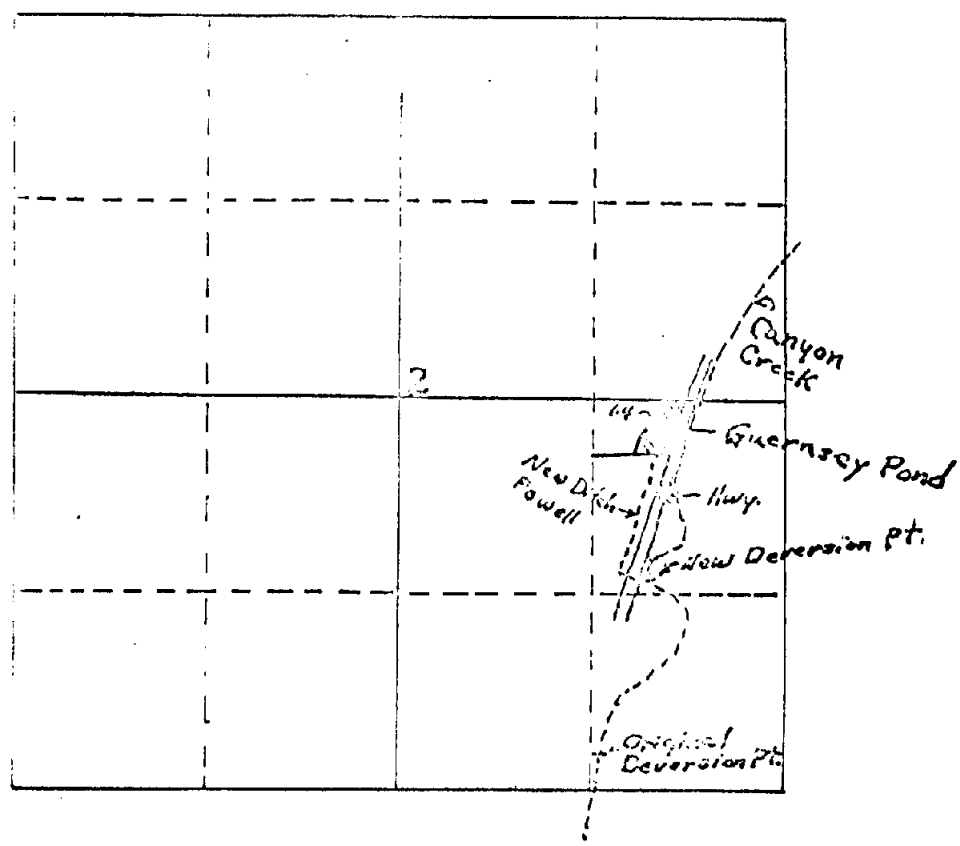 2
Canyon
Creek
Guernsey Pond
New Ditch
Powell
Hwy.
New Deversion Pt.
Original
Deversion Pt.